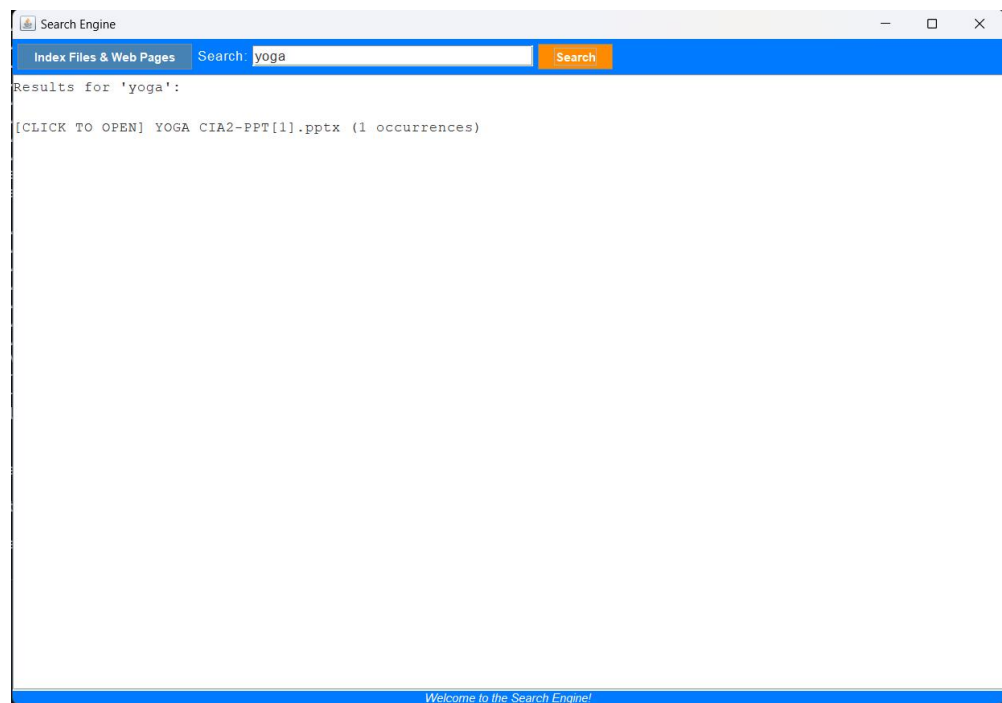 Search Engine
Index Files & Web Pages Search: yoga Search
Results for 'yoga':
[CLICK TO OPEN] YOGA CIA2-PPT[1].pptx (1 occurrences)
Welcome to the Search Engine!